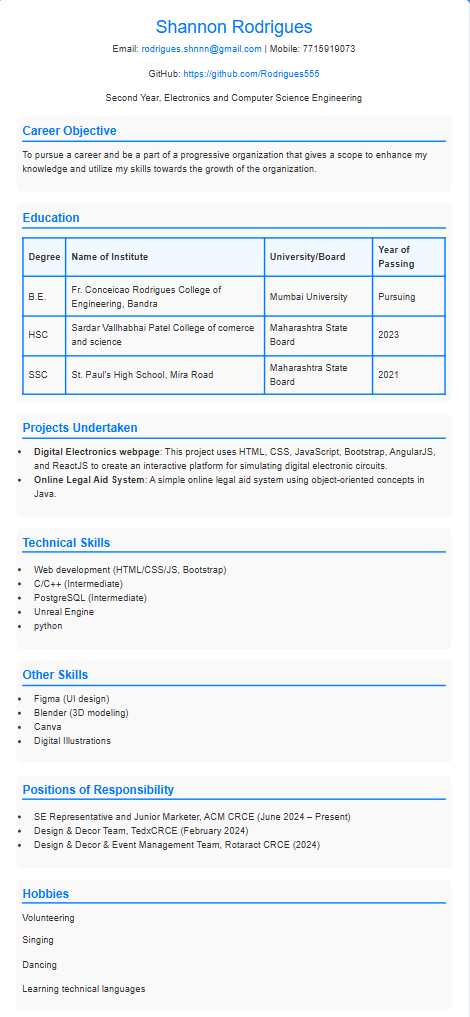 Shannon Rodrigues
Email: rodrigues.shnnn@gmail.com | Mobile: 7715919073
GitHub: https://github.com/Rodrigues555
Second Year, Electronics and Computer Science Engineering
Career Objective
To pursue a career and be a part of a progressive organization that gives a scope to enhance my
knowledge and utilize my skills towards the growth of the organization.
Education
Degree Name of Institute University/Board Year of
Passing
B.E. Fr. Conceicao Rodrigues College of
Engineering, Bandra Mumbai University Pursuing
HSC Sardar Vallhabhai Patel College of comerce
and science Maharashtra State
Board 2023
SSC St. Paul's High School, Mira Road Maharashtra State
Board 2021
Projects Undertaken
• Digital Electronics webpage: This project uses HTML, CSS, JavaScript, Bootstrap, AngularJS,
and ReactJS to create an interactive platform for simulating digital electronic circuits.
• Online Legal Aid System: A simple online legal aid system using object-oriented concepts in
Java.
Technical Skills
• Web development (HTML/CSS/JS, Bootstrap)
• C/C++ (Intermediate)
• PostgreSQL (Intermediate)
• Unreal Engine
• python
Other Skills
• Figma (UI design)
• Blender (3D modeling)
• Canva
• Digital Illustrations
Positions of Responsibility
• SE Representative and Junior Marketer, ACM CRCE (June 2024 – Present)
• Design & Decor Team, TedxCRCE (February 2024)
• Design & Decor & Event Management Team, Rotaract CRCE (2024)
Hobbies
Volunteering
Singing
Dancing
Learning technical languages